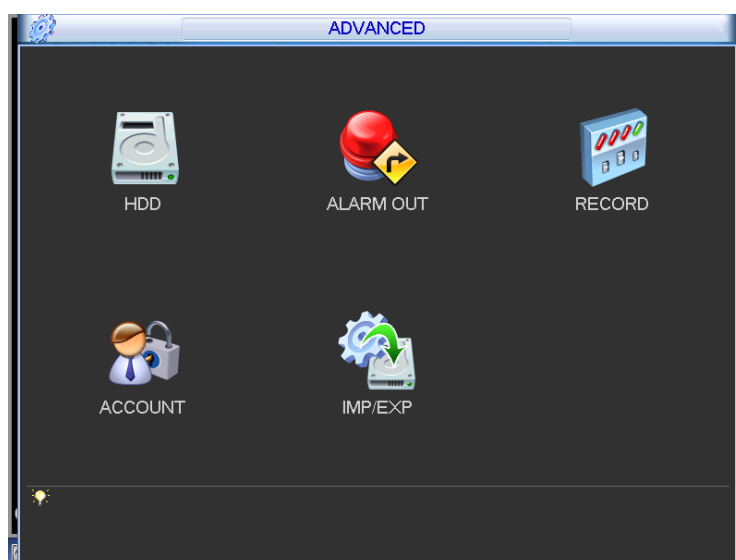 ADVANCED
HDD
ALARM OUT
RECORD
ACCOUNT
IMP/EXP